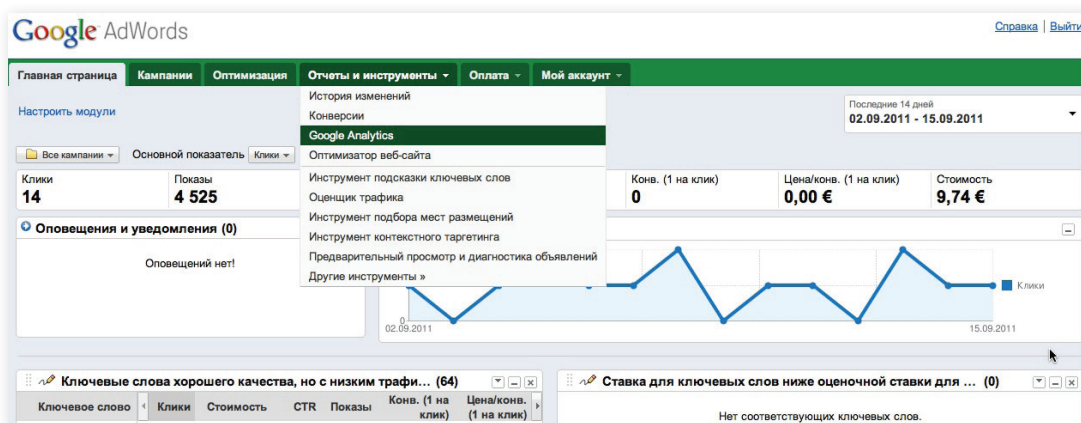 Google AdWords
Справка | Выйти
Главная страница Кампании Оптимизация Отчеты и инструменты Оплата Мой аккаунт
Настроить модули
История изменений
Конверсии
Google Analytics
Оптимизатор веб-сайта
Инструмент подсказки ключевых слов
Оценщик трафика
Инструмент подбора мест размещений
Инструмент контекстного таргетинга
Предварительный просмотр и диагностика объявлений
Другие инструменты »
Последние 14 дней
02.09.2011 - 15.09.2011
Все кампании Основной показатель Клики
Клики Показы Конв. (1 на клик) Цена/конв. (1 на клик) Стоимость
14 4 525 0 0,00 € 9,74 €
Оповещения и уведомления (0)
Оповещений нет!
Клики
0
02.09.2011 15.09.2011
Ключевые слова хорошего качества, но с низким трафи... (64)
Ключевое слово Клики Стоимость CTR Показы Конв. (1 на клик) Цена/конв. (1 на клик)
Ставка для ключевых слов ниже оценочной ставки для ... (0)
Нет соответствующих ключевых слов.